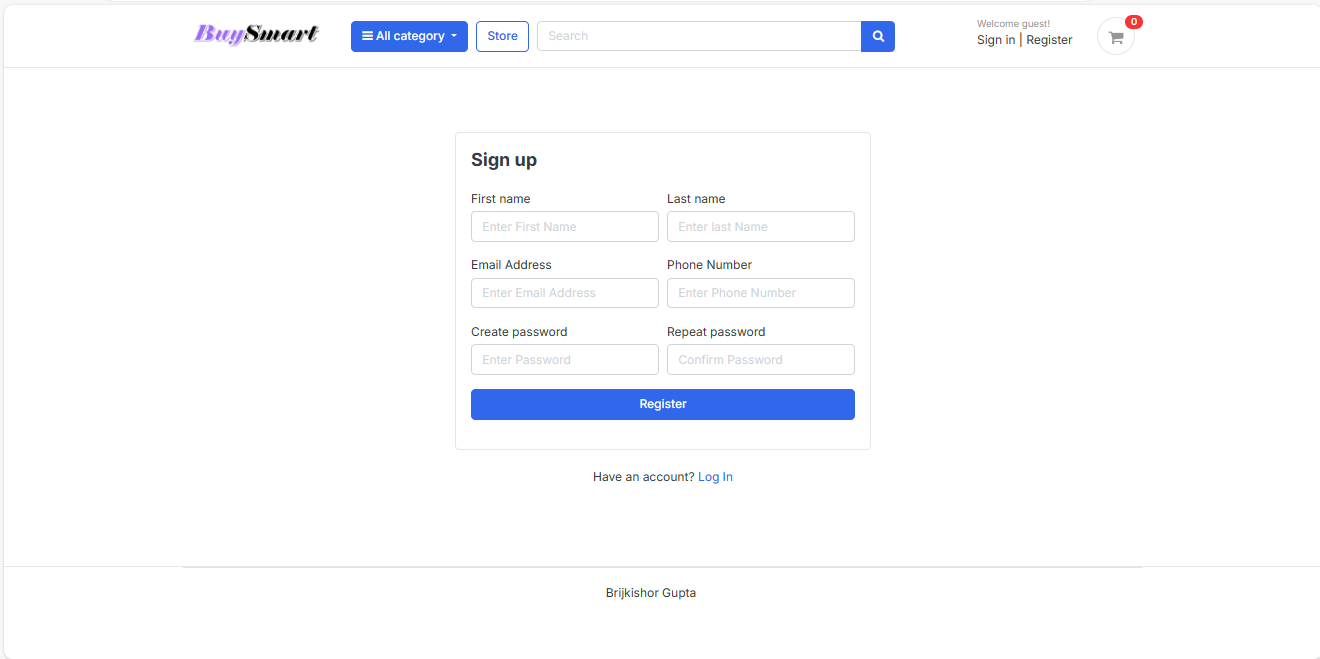 BuySmart
All category
Store
Search
Welcome guest!
Sign in | Register
0
Sign up
First name
Last name
Enter First Name
Enter last Name
Email Address
Phone Number
Enter Email Address
Enter Phone Number
Create password
Repeat password
Enter Password
Confirm Password
Register
Have an account? Log In
Brijkishor Gupta